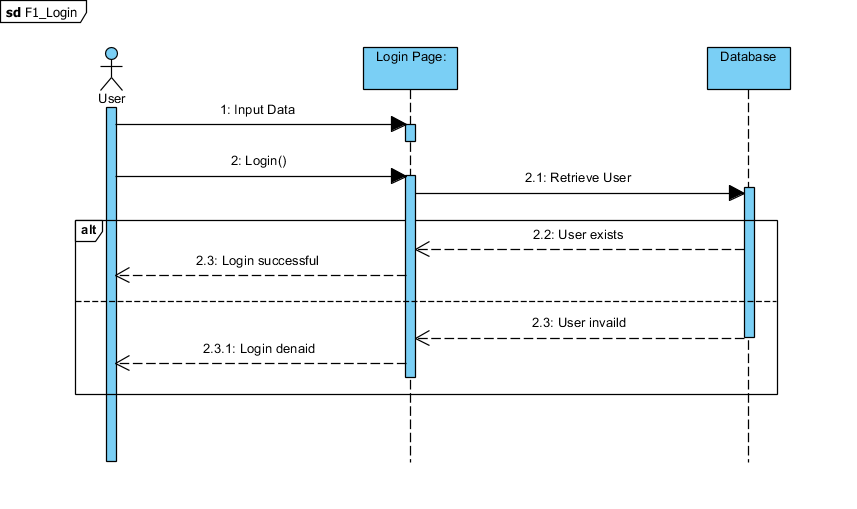 sd F1_Login
Login Page:
Database
User
1: Input Data
2: Login()
2.1: Retrieve User
alt
2.2: User exists
2.3: Login successful
2.3: User invaild
2.3.1: Login denaid